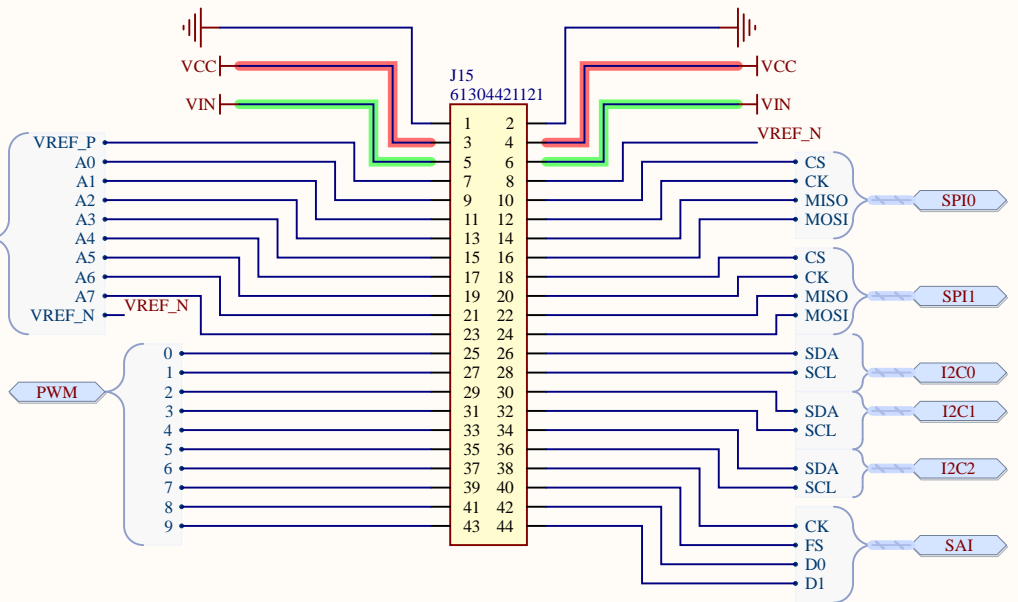 VCC
VCC
J15
61304421121
VIN
VIN
1 2
VREF_N
VREF_P
3 4
A0
5 6
CS
A1
7 8
CK
A2
9 10
MISO
SPI0
A3
11 12
MOSI
A4
13 14
A5
15 16
CS
A6
17 18
CK
A7
19 20
MISO
SPI1
VREF_N
VREF_N
21 22
MOSI
23 24
0
25 26
SDA
1
27 28
SCL
I2C0
PWM
2
29 30
3
31 32
SDA
I2C1
4
33 34
SCL
5
35 36
6
37 38
SDA
I2C2
7
39 40
SCL
8
41 42
9
43 44
CK
FS
SAI
D0
D1